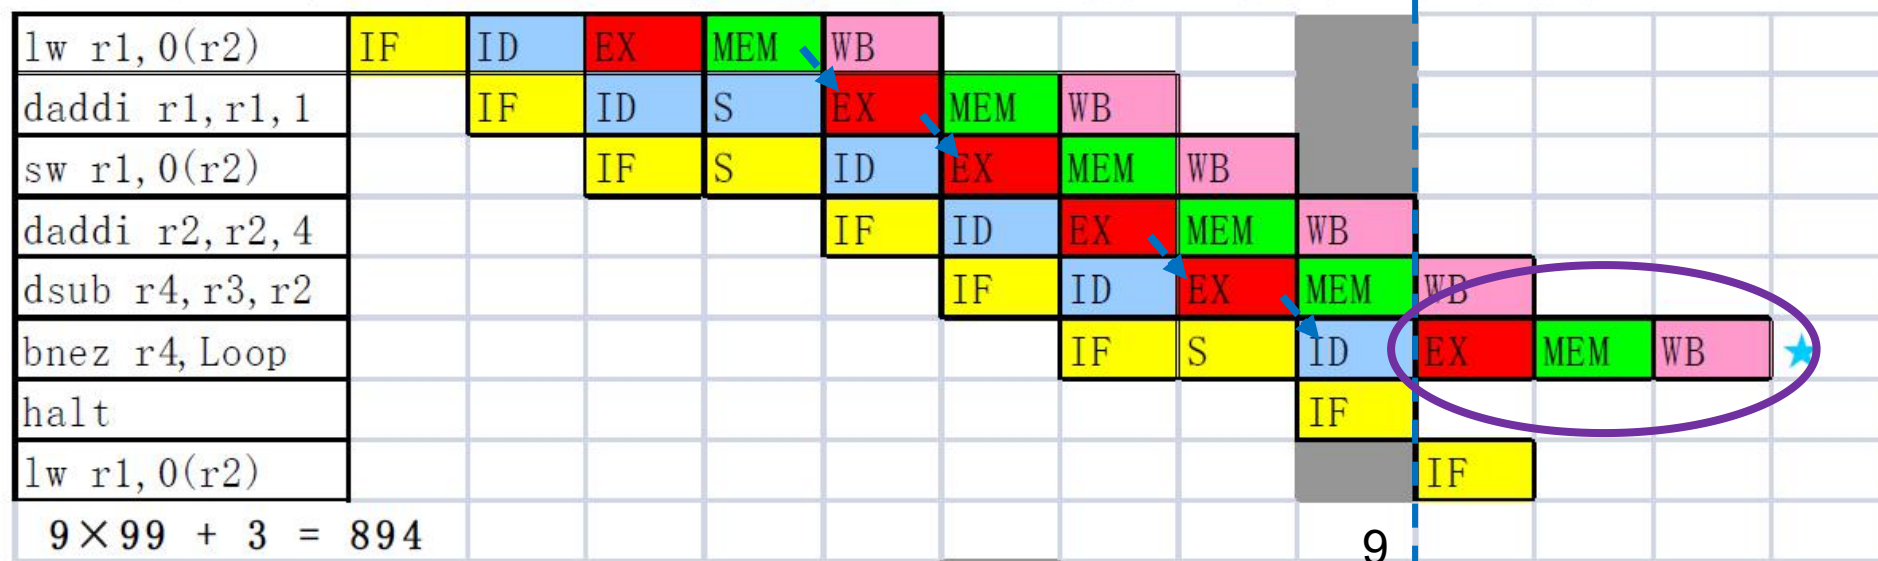 lw r1,0(r2) IF ID EX MEM WB
daddi r1,r1,1 IF ID S EX MEM WB
sw r1,0(r2) IF S ID EX MEM WB
daddi r2,r2,4 IF ID EX MEM WB
dsub r4,r3,r2 IF ID EX MEM WB
bnez r4,Loop IF S ID EX MEM WB
halt IF
lw r1,0(r2) IF
9×99 + 3 = 894 9